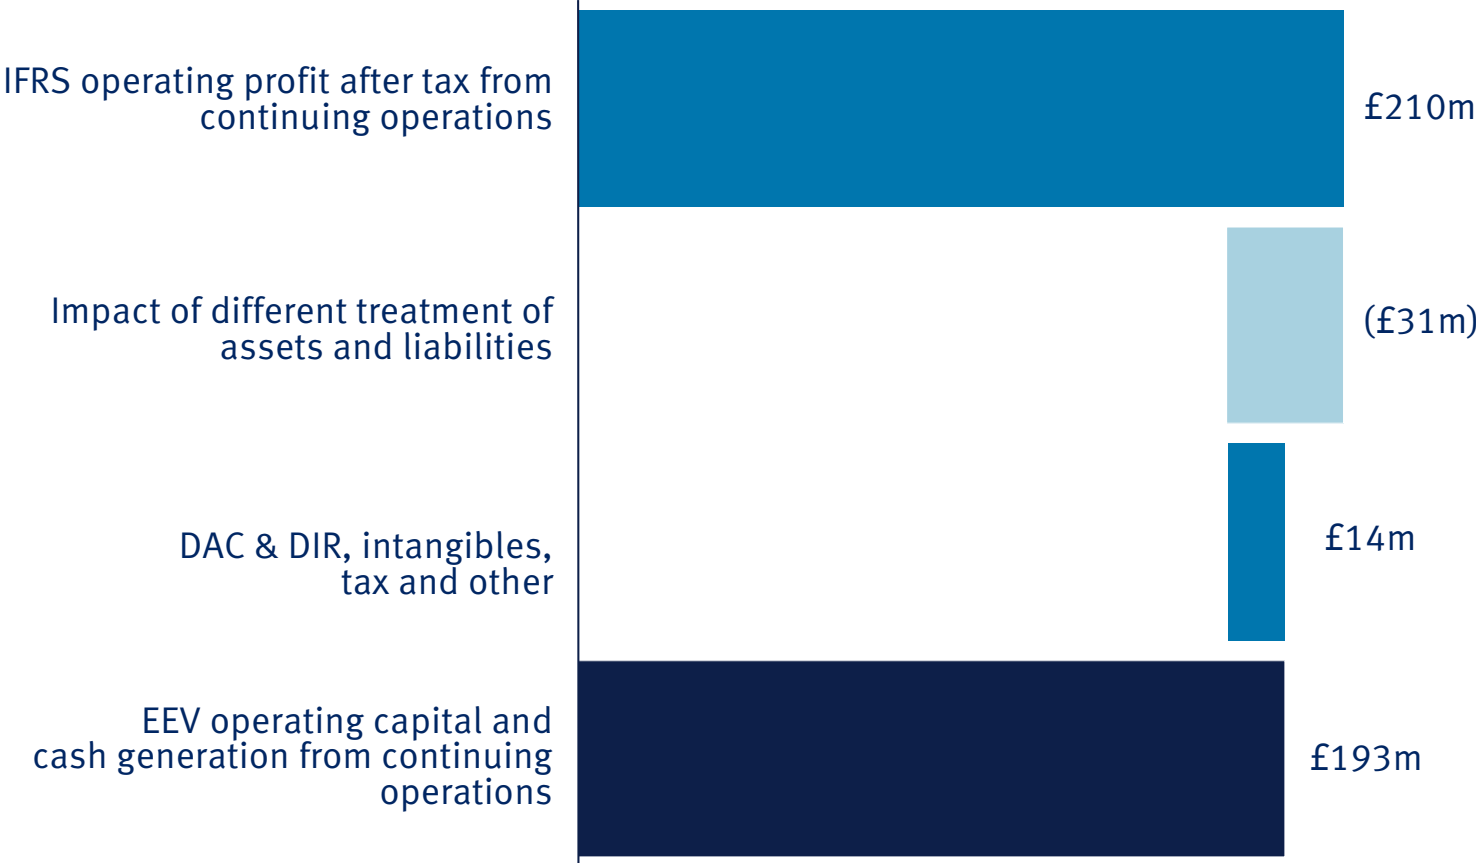 IFRS operating profit after tax from
continuing operations
£210m
Impact of different treatment of
assets and liabilities
(£31m)
DAC & DIR, intangibles,
tax and other
£14m
EEV operating capital and
cash generation from continuing
operations
£193m